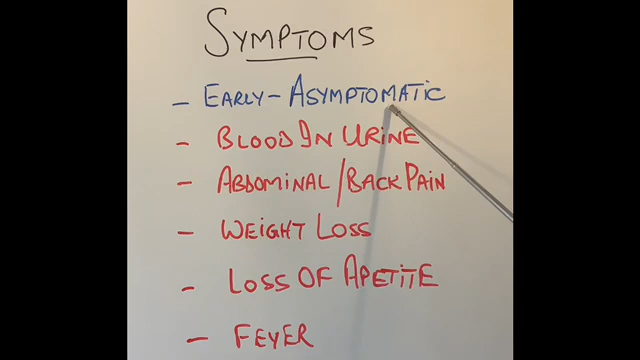 SYMPTOMS
- EARLY - ASYMPTOMATIC
- BLOOD IN URINE
- ABDOMINAL/BACK PAIN
- WEIGHT LOSS
- LOSS OF APETITE
- FEVER